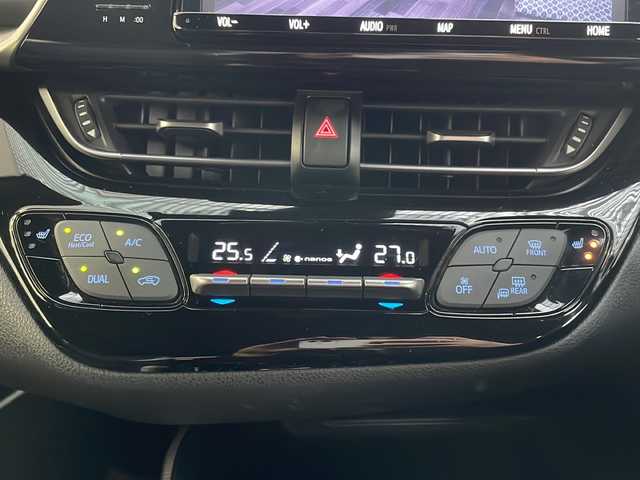 H M :00
VOL− VOL+ AUDIO PWR MAP MENU CTRL HOME
ECO
Heat/Cool
A/C
DUAL
25.5 nanoe 27.0
AUTO
FRONT
OFF
REAR